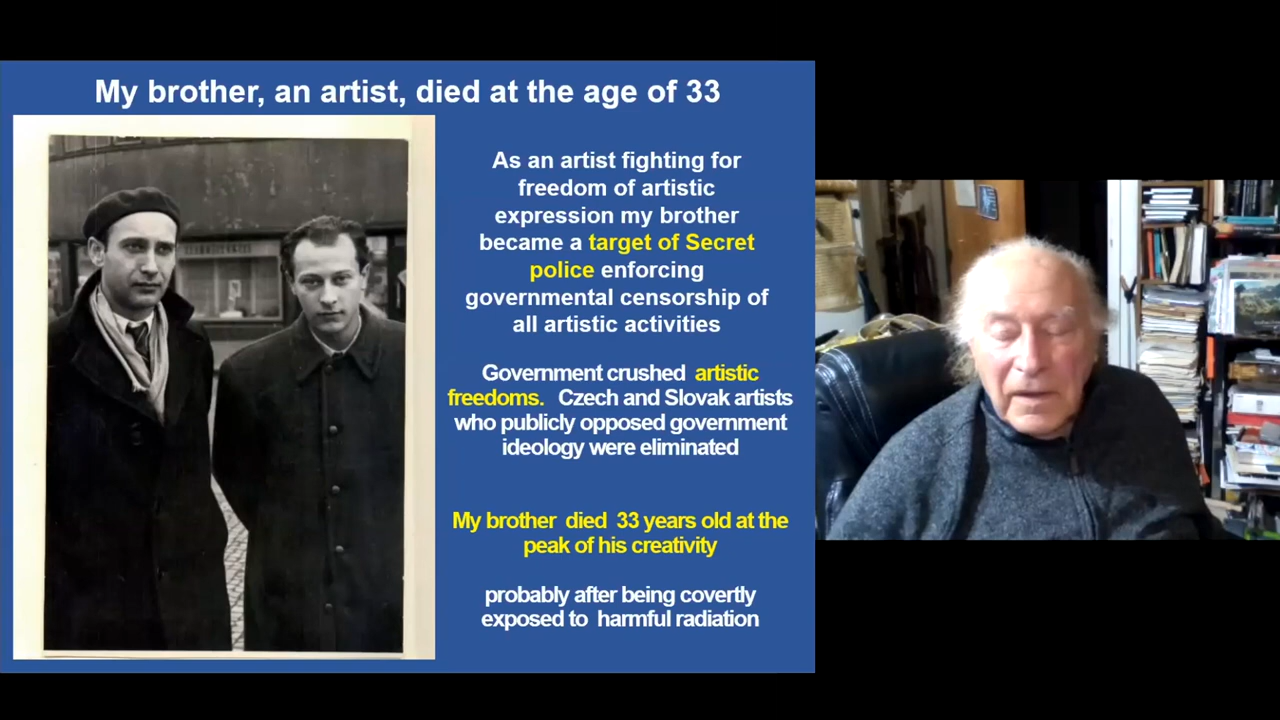 My brother, an artist, died at the age of 33
As an artist fighting for
freedom of artistic
expression my brother
became a target of Secret
police enforcing
governmental censorship of
all artistic activities
Government crushed artistic
freedoms. Czech and Slovak artists
who publicly opposed government
ideology were eliminated
My brother died 33 years old at the
peak of his creativity
probably after being covertly
exposed to harmful radiation